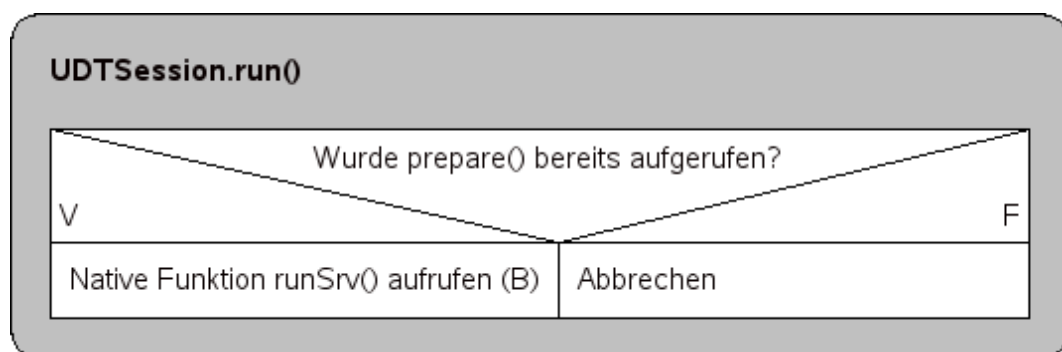 UDTSession.run()
Wurde prepare() bereits aufgerufen?
V
F
Native Funktion runSrv() aufrufen (B)
Abbrechen